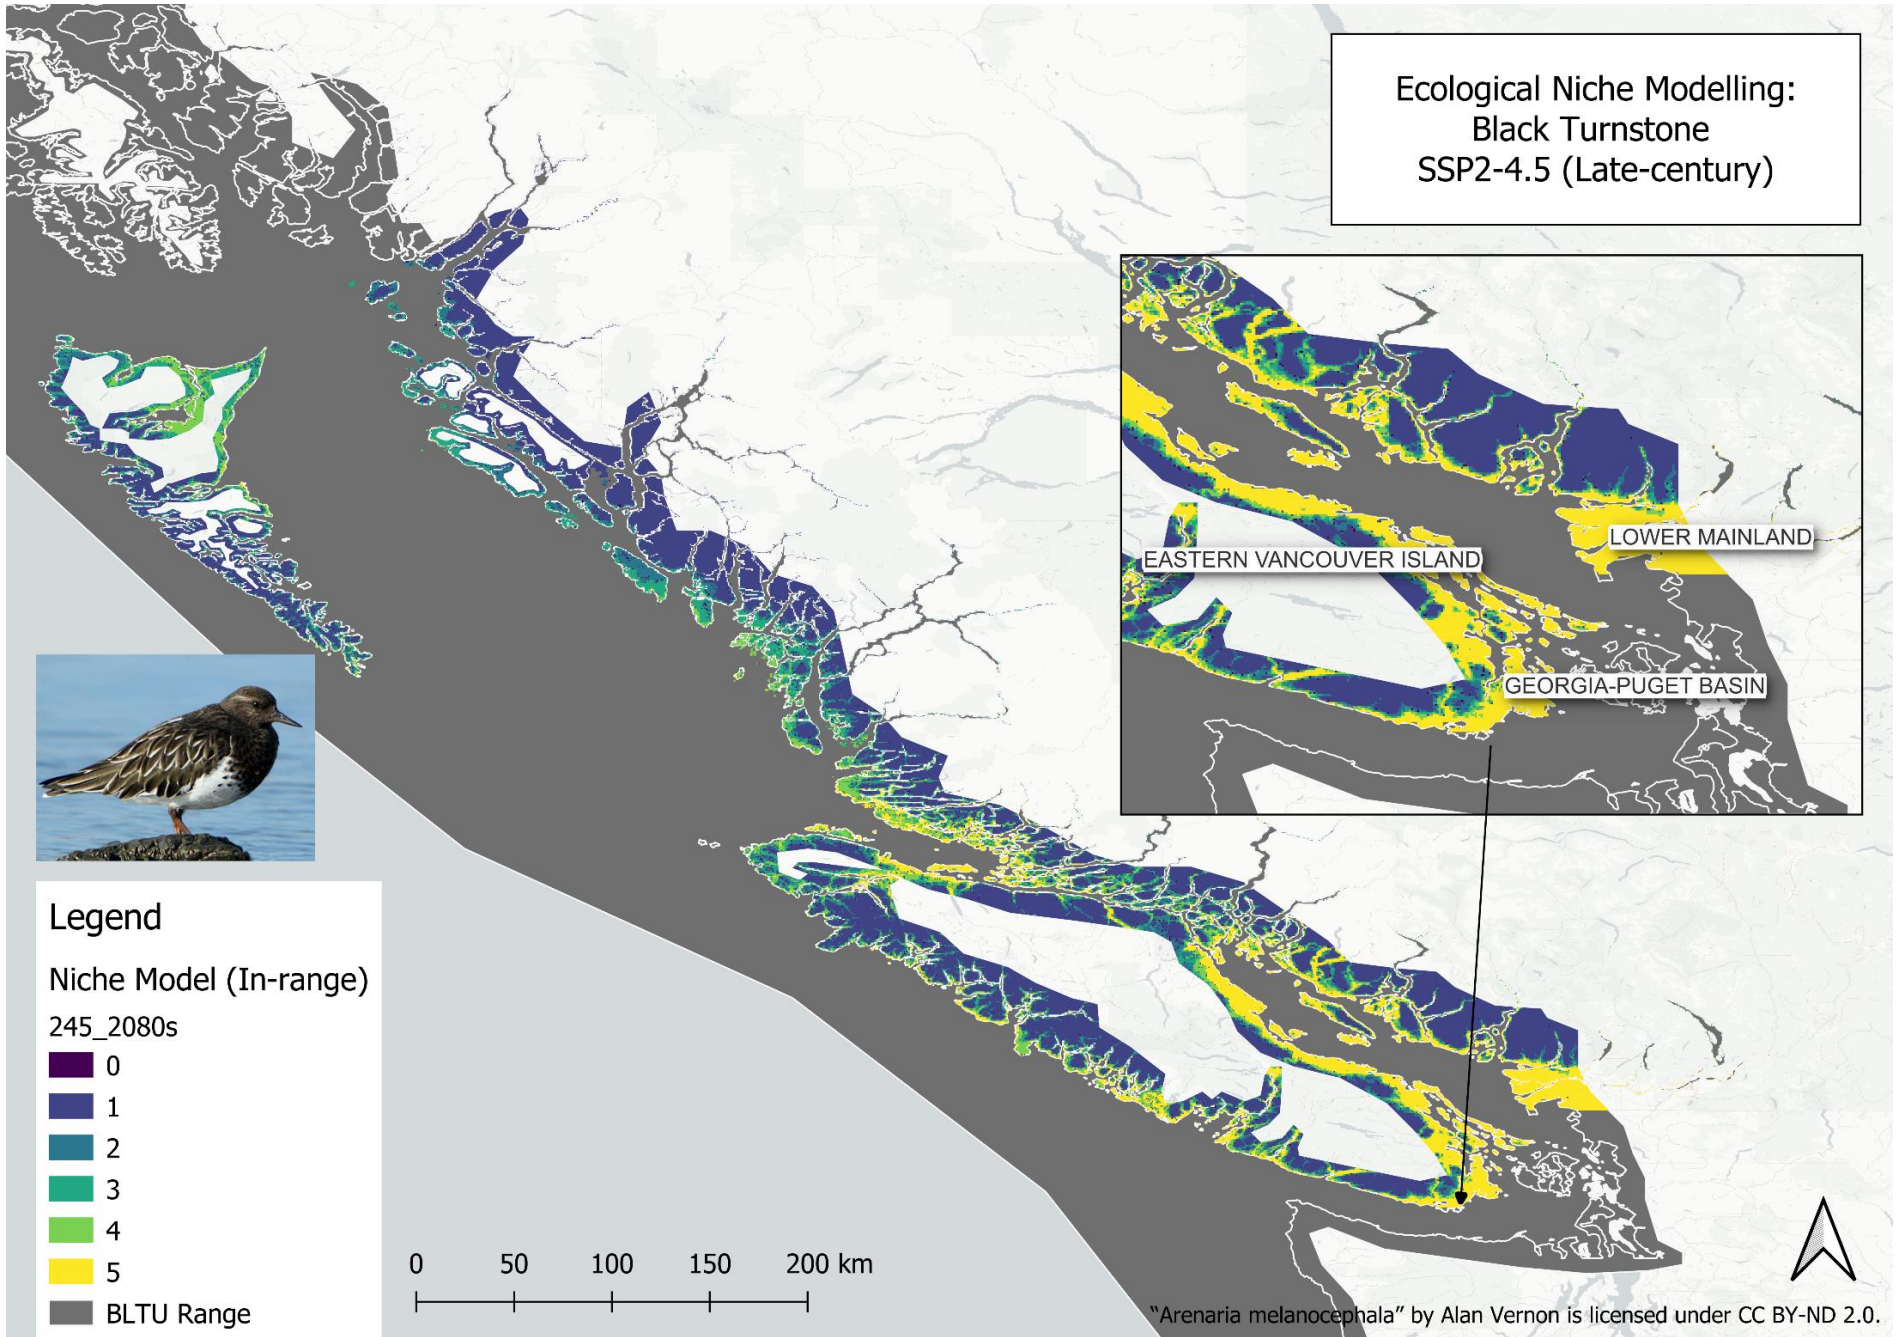 Ecological Niche Modelling:
Black Turnstone
SSP2-4.5 (Late-century)
LOWER MAINLAND
EASTERN VANCOUVER ISLAND
GEORGIA-PUGET BASIN
Legend
Niche Model (In-range)
245_2080s
0
1
2
3
4
5
BLTU Range
0 50 100 150 200 km
"Arenaria melanocephala" by Alan Vernon is licensed under CC BY-ND 2.0.